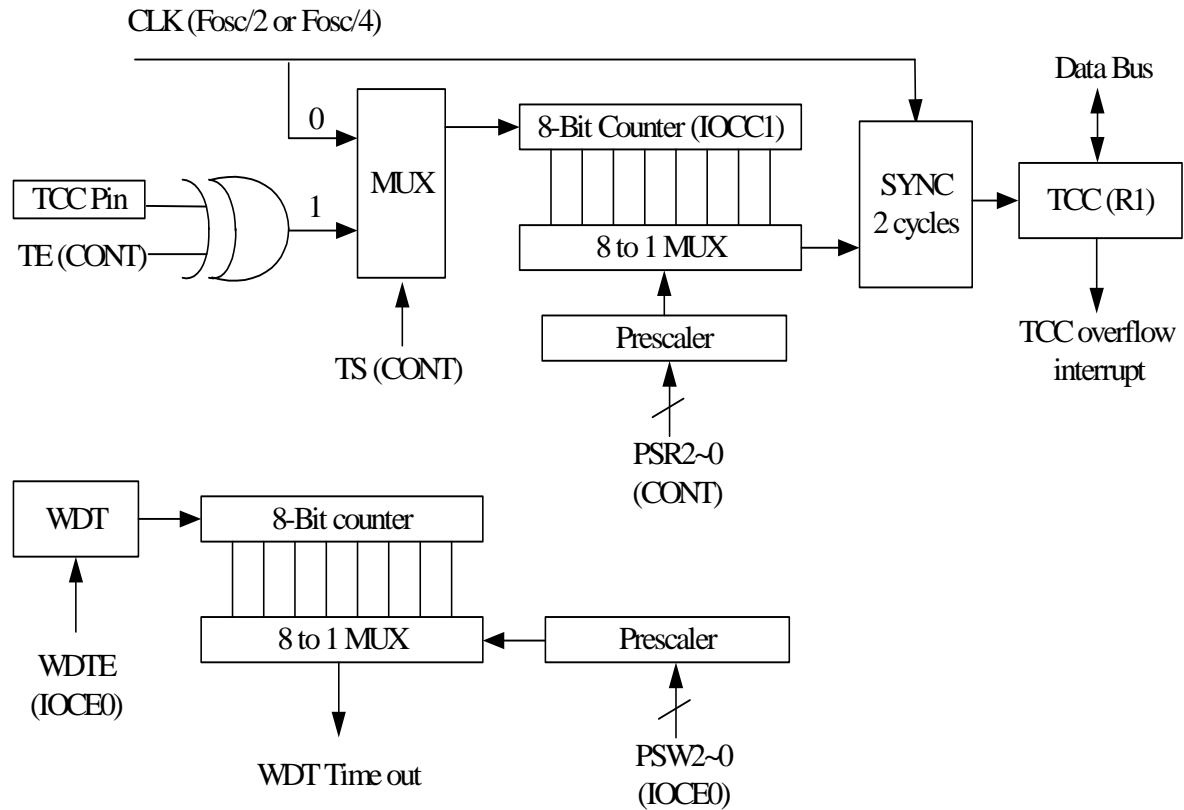 CLK (Fosc/2 or Fosc/4)
Data Bus
0
8-Bit Counter (IOCC1)
MUX
SYNC
2 cycles
TCC Pin
TCC (R1)
1
TE (CONT)
8 to 1 MUX
Prescaler
TS (CONT)
TCC overflow
interrupt
PSR2~0
(CONT)
WDT
8-Bit counter
8 to 1 MUX
Prescaler
WDTE
(IOCE0)
WDT Time out
PSW2~0
(IOCE0)